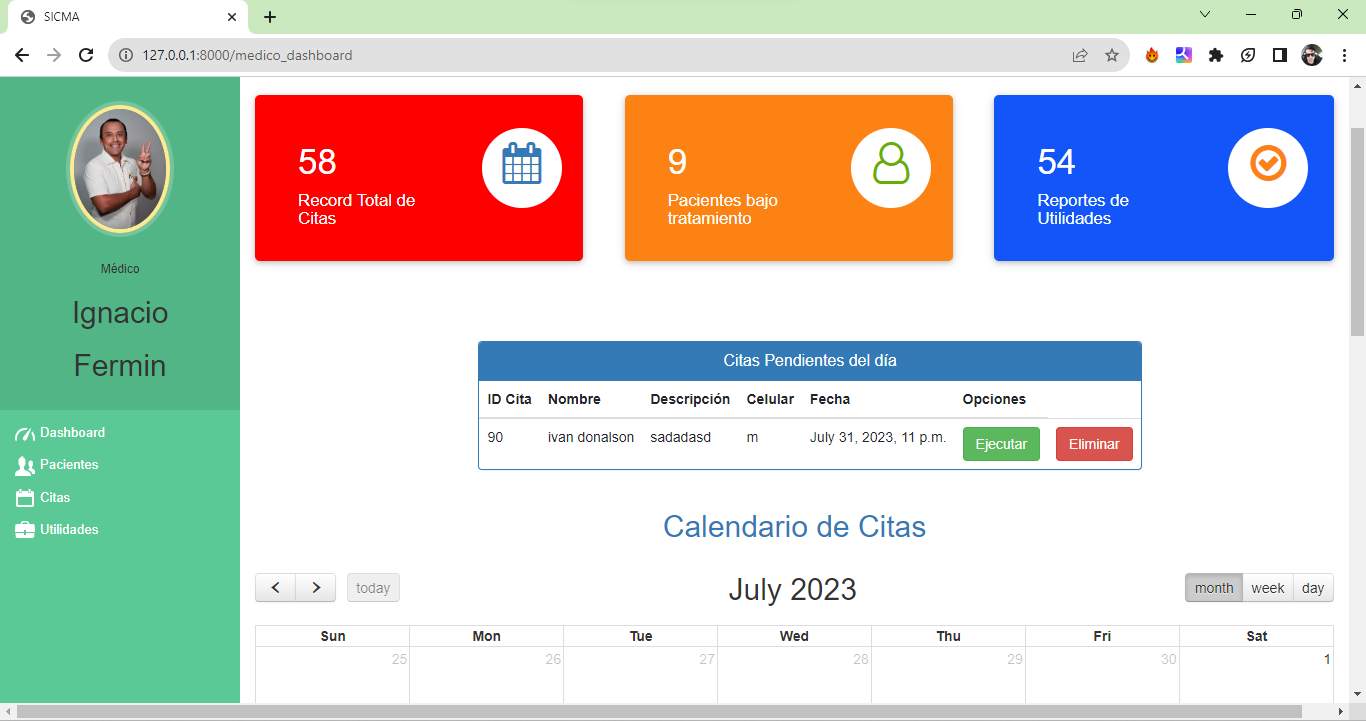 SICMA
127.0.0.1:8000/medico_dashboard
Médico
Ignacio
Fermin
Dashboard
Pacientes
Citas
Utilidades
58
Record Total de
Citas
9
Pacientes bajo
tratamiento
54
Reportes de
Utilidades
Citas Pendientes del día
ID Cita Nombre Descripción Celular Fecha Opciones
90 ivan donalson sadadasd m July 31, 2023, 11 p.m. Ejecutar Eliminar
Calendario de Citas
today July 2023 month week day
Sun Mon Tue Wed Thu Fri Sat
25 26 27 28 29 30 1